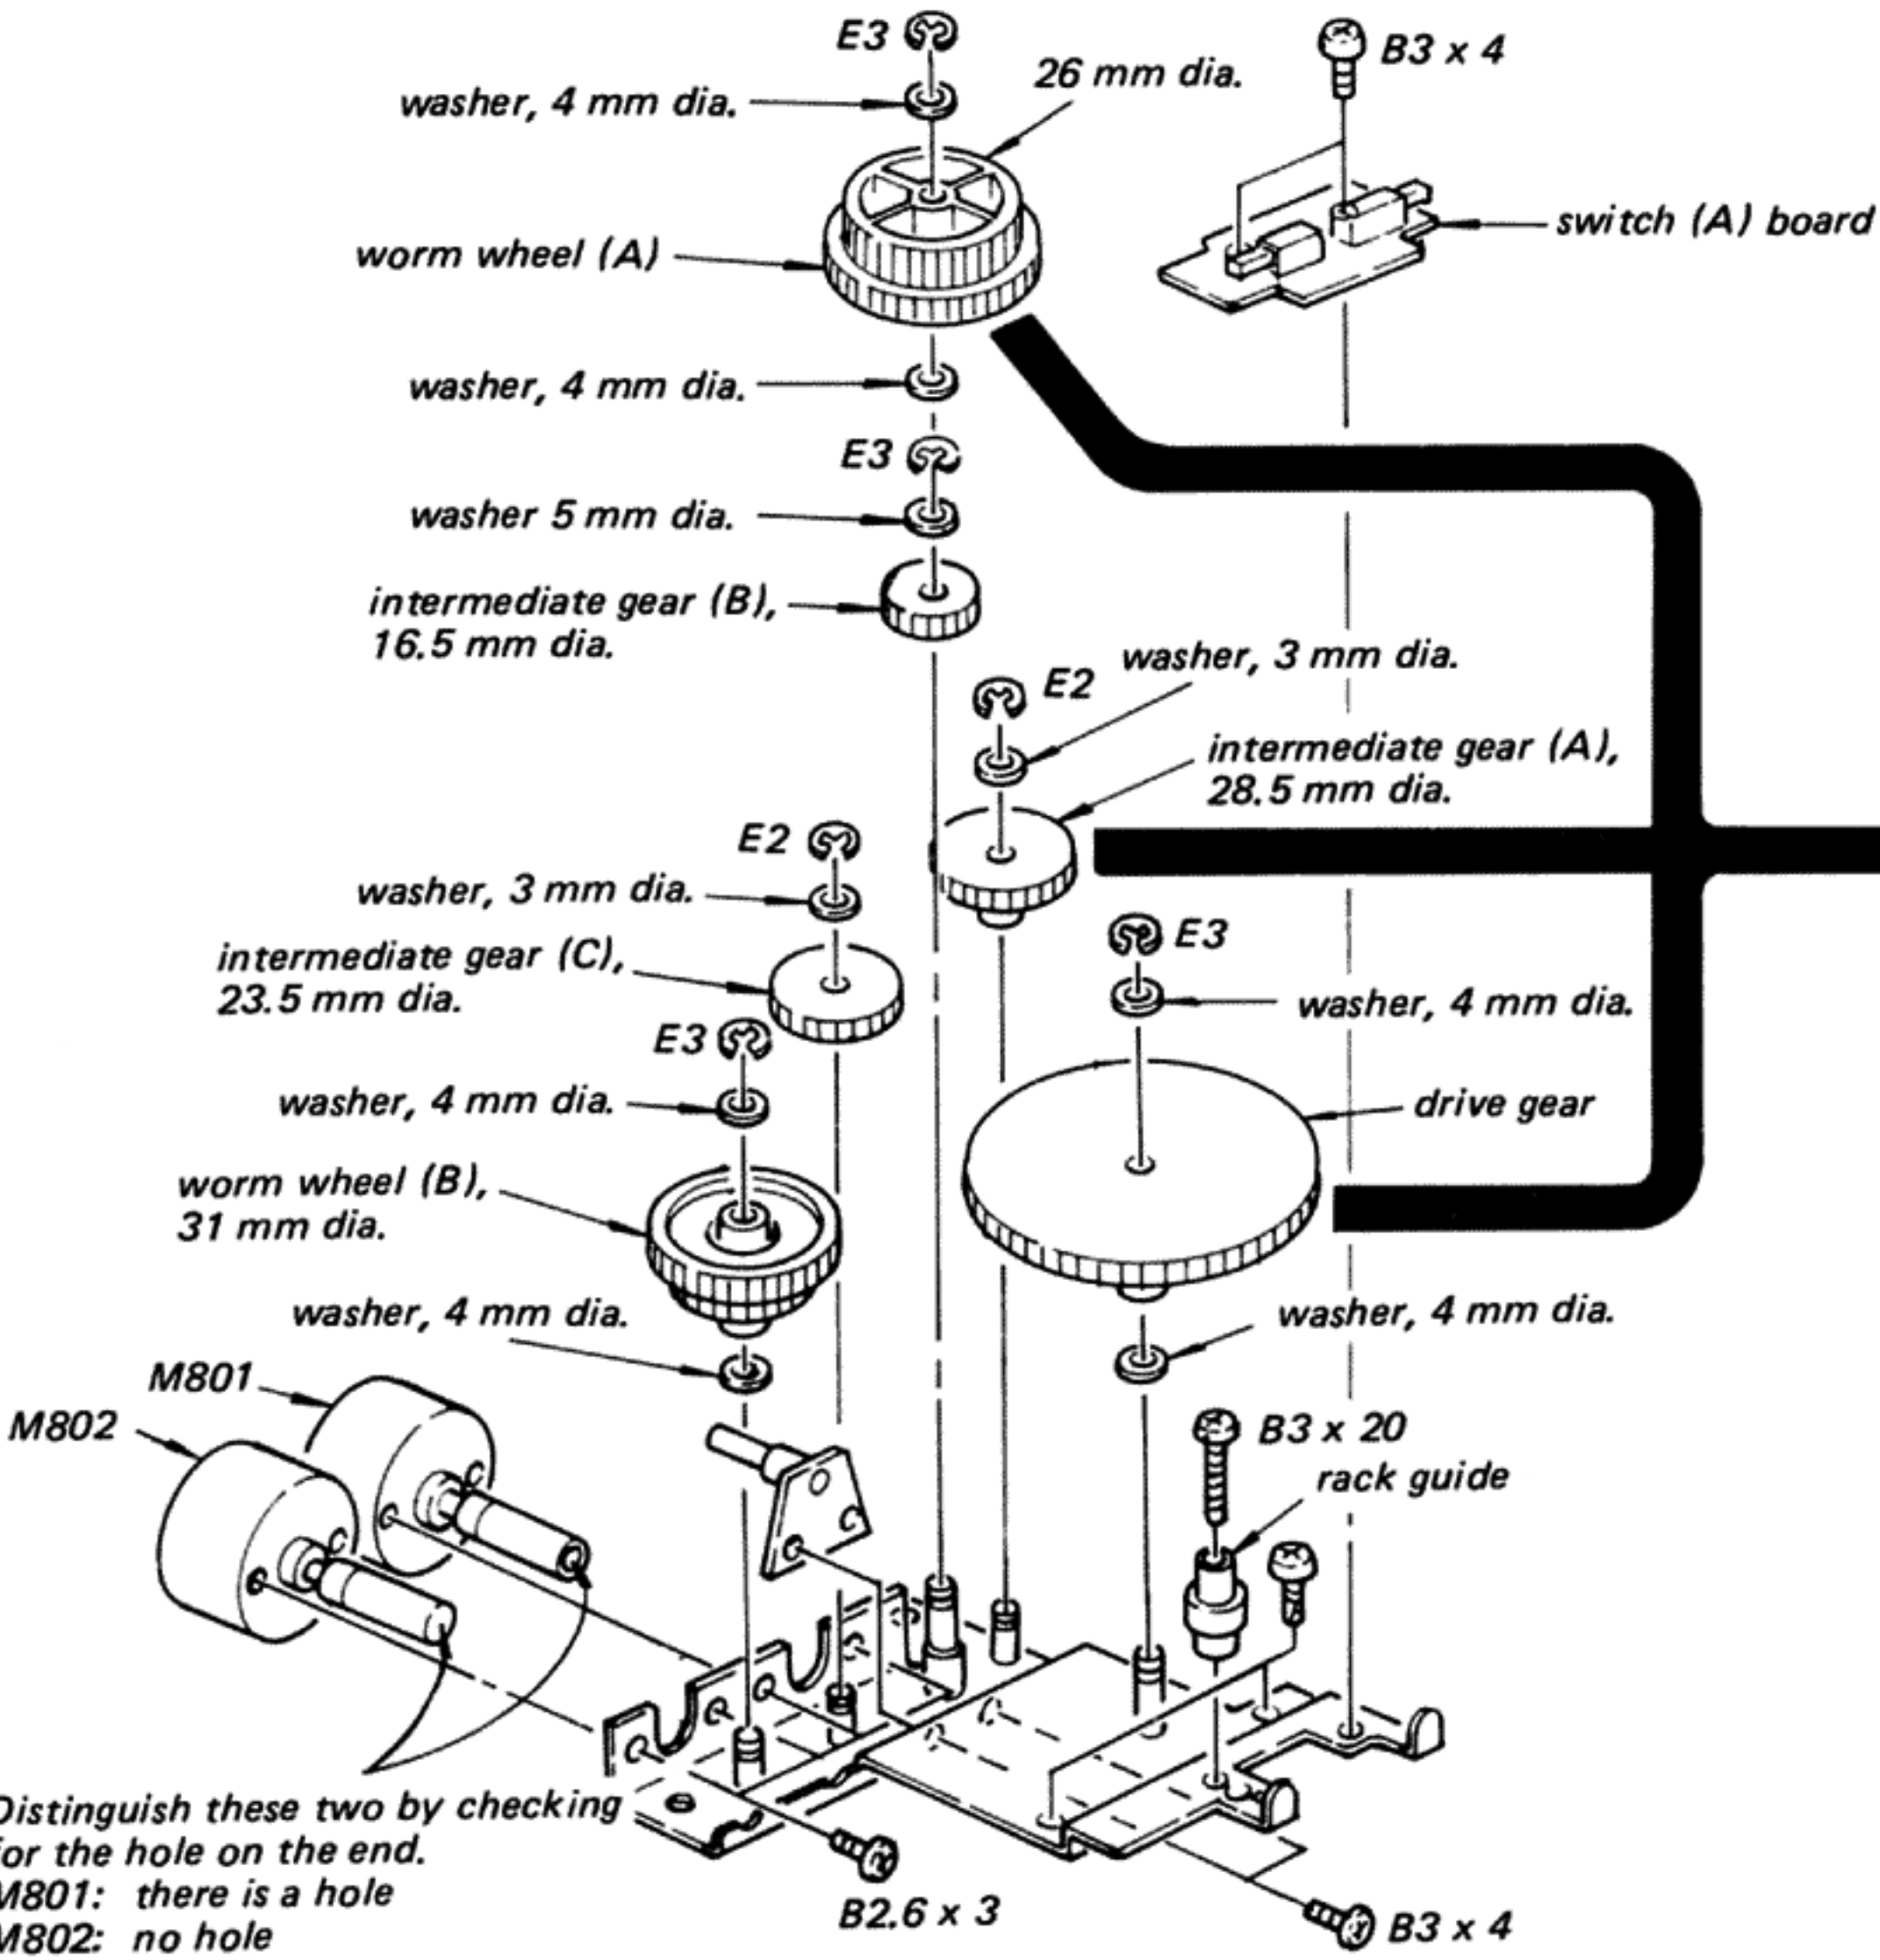 E3
B3 x 4
26 mm dia.
washer, 4 mm dia.
switch (A) board
worm wheel (A)
washer, 4 mm dia.
E3
washer 5 mm dia.
intermediate gear (B),
16.5 mm dia.
washer, 3 mm dia.
E2
intermediate gear (A),
28.5 mm dia.
E2
washer, 3 mm dia.
E3
intermediate gear (C),
23.5 mm dia.
washer, 4 mm dia.
E3
washer, 4 mm dia.
drive gear
worm wheel (B),
31 mm dia.
washer, 4 mm dia.
washer, 4 mm dia.
M801
M802
B3 x 20
rack guide
Distinguish these two by checking
for the hole on the end.
M801: there is a hole
M802: no hole
B2.6 x 3
B3 x 4